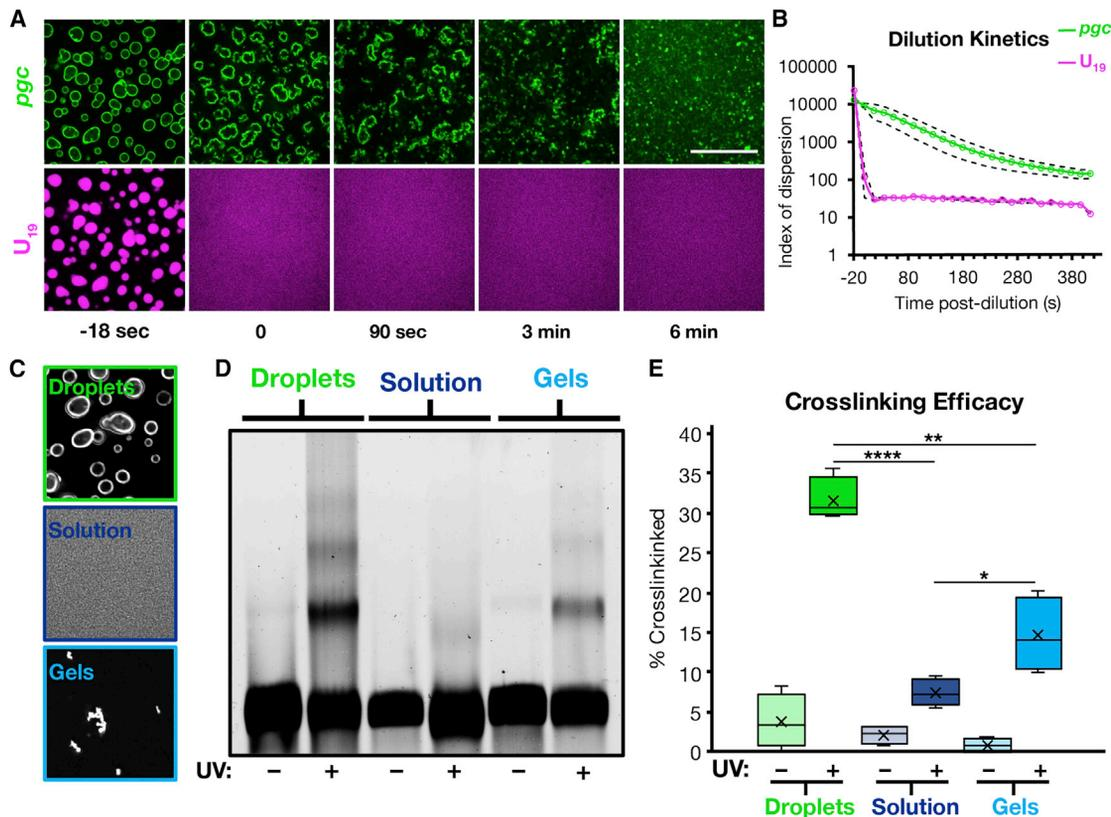 A
pgc
U19
-18 sec
0
90 sec
3 min
6 min
B
Dilution Kinetics
pgc
U19
Index of dispersion
100000
10000
1000
100
10
1
-20
80
180
280
380
Time post-dilution (s)
C
Droplets
Solution
Gels
D
Droplets
Solution
Gels
UV:
−
+
−
+
−
+
E
Crosslinking Efficacy
% Crosslinkinked
40
35
30
25
20
15
10
5
0
**
****
*
UV:
−
+
−
+
−
+
Droplets
Solution
Gels